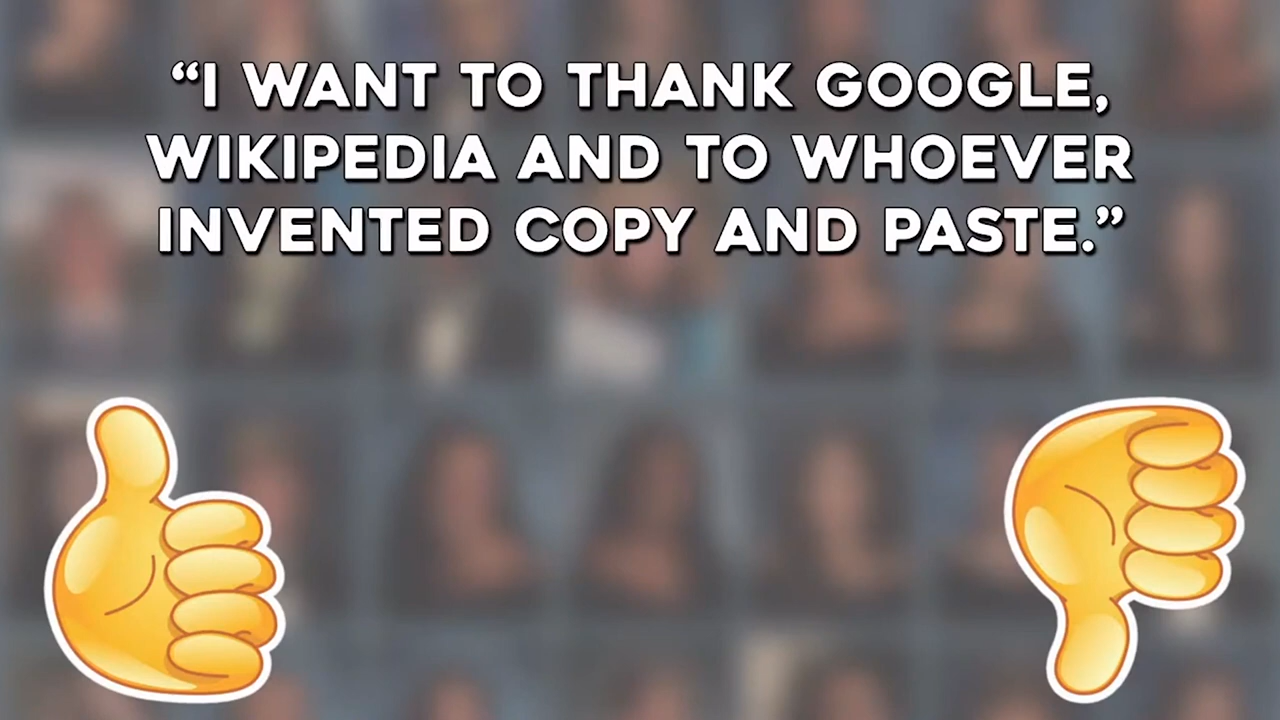 “I WANT TO THANK GOOGLE,
WIKIPEDIA AND TO WHOEVER
INVENTED COPY AND PASTE.”